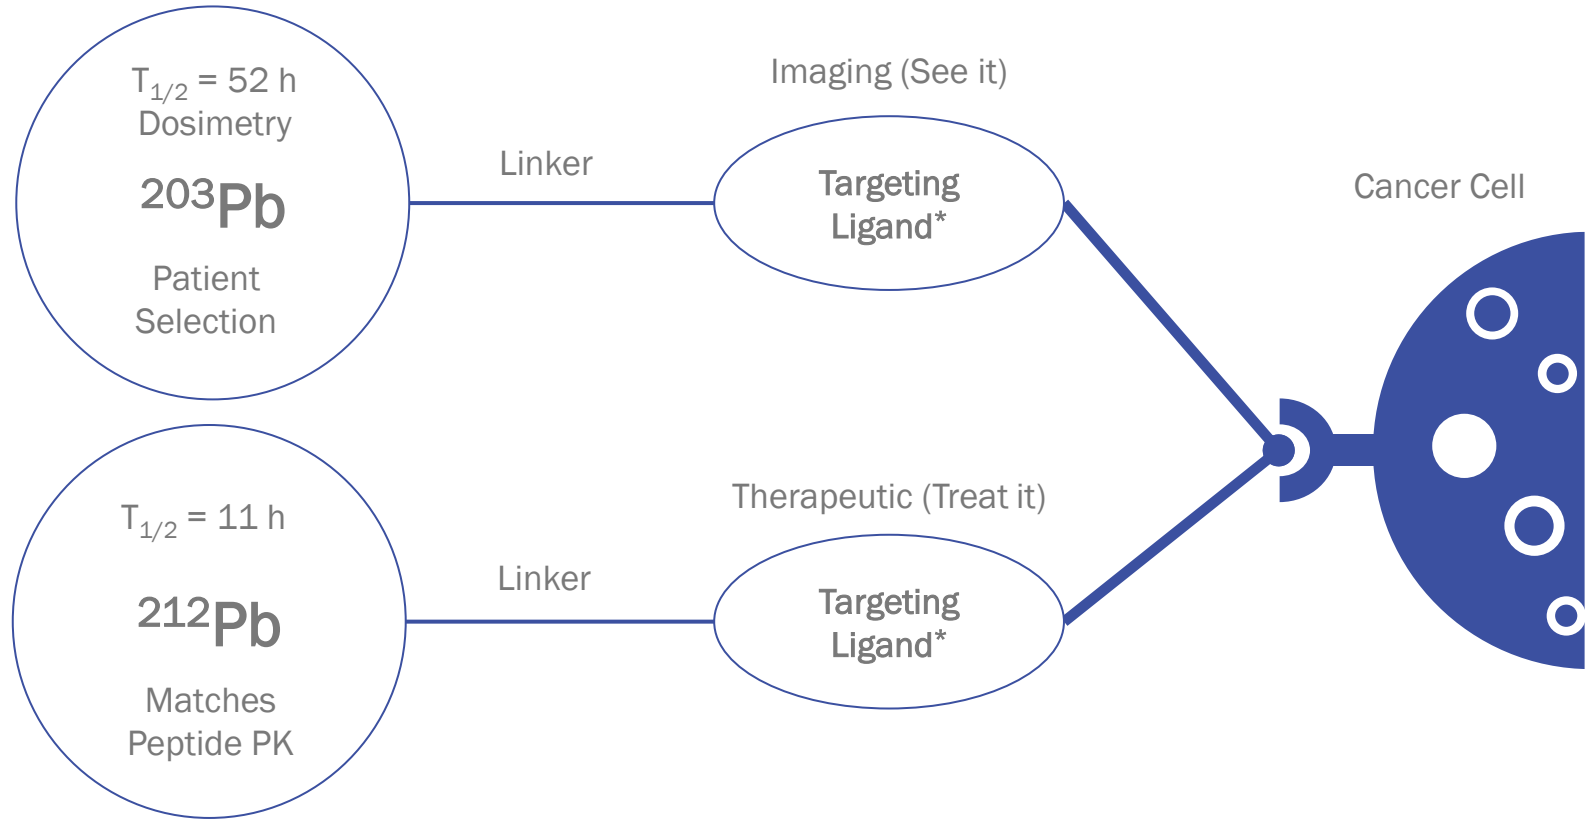 T1/2 = 52 h
Dosimetry
203Pb
Patient
Selection
Linker
Imaging (See it)
Targeting
Ligand*
Cancer Cell
T1/2 = 11 h
212Pb
Matches
Peptide PK
Linker
Therapeutic (Treat it)
Targeting
Ligand*